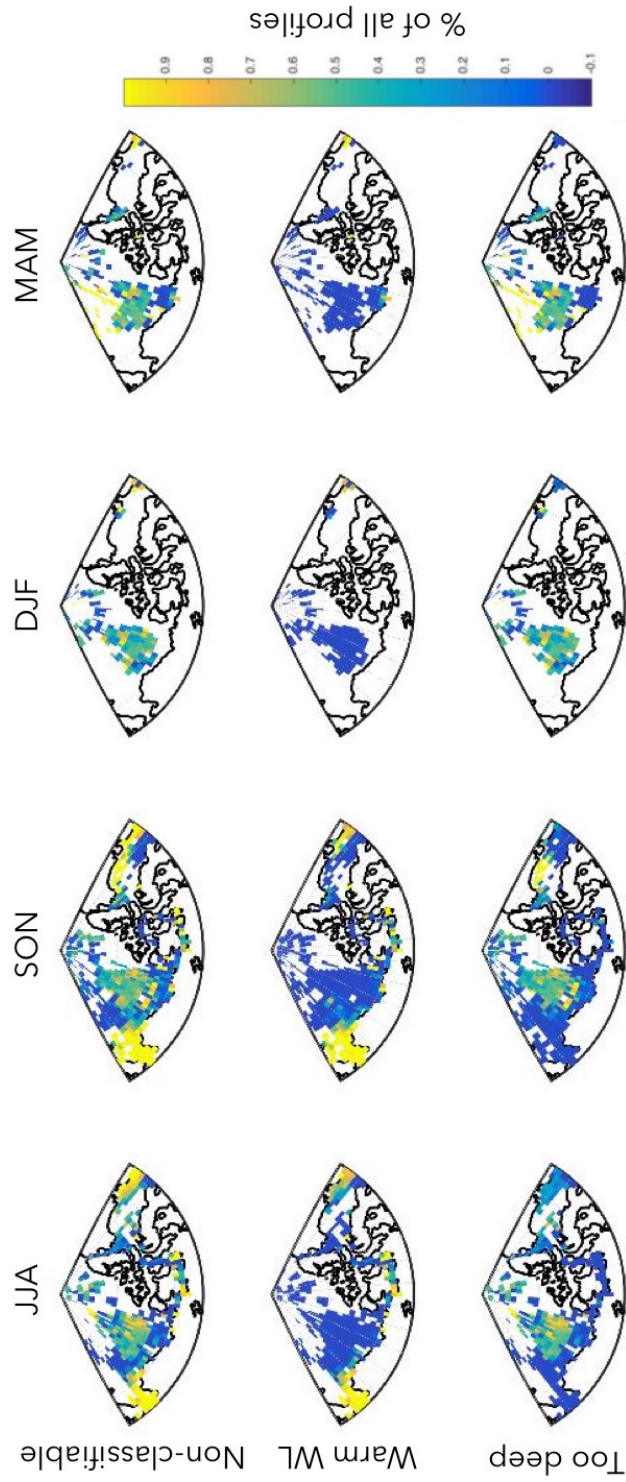 JJA
SON
DJF
MAM
Non-classifiable
Warm WL
Too deep
0.9
0.8
0.7
0.6
0.5
0.4
0.3
0.2
0.1
0
-0.1
% of all profiles